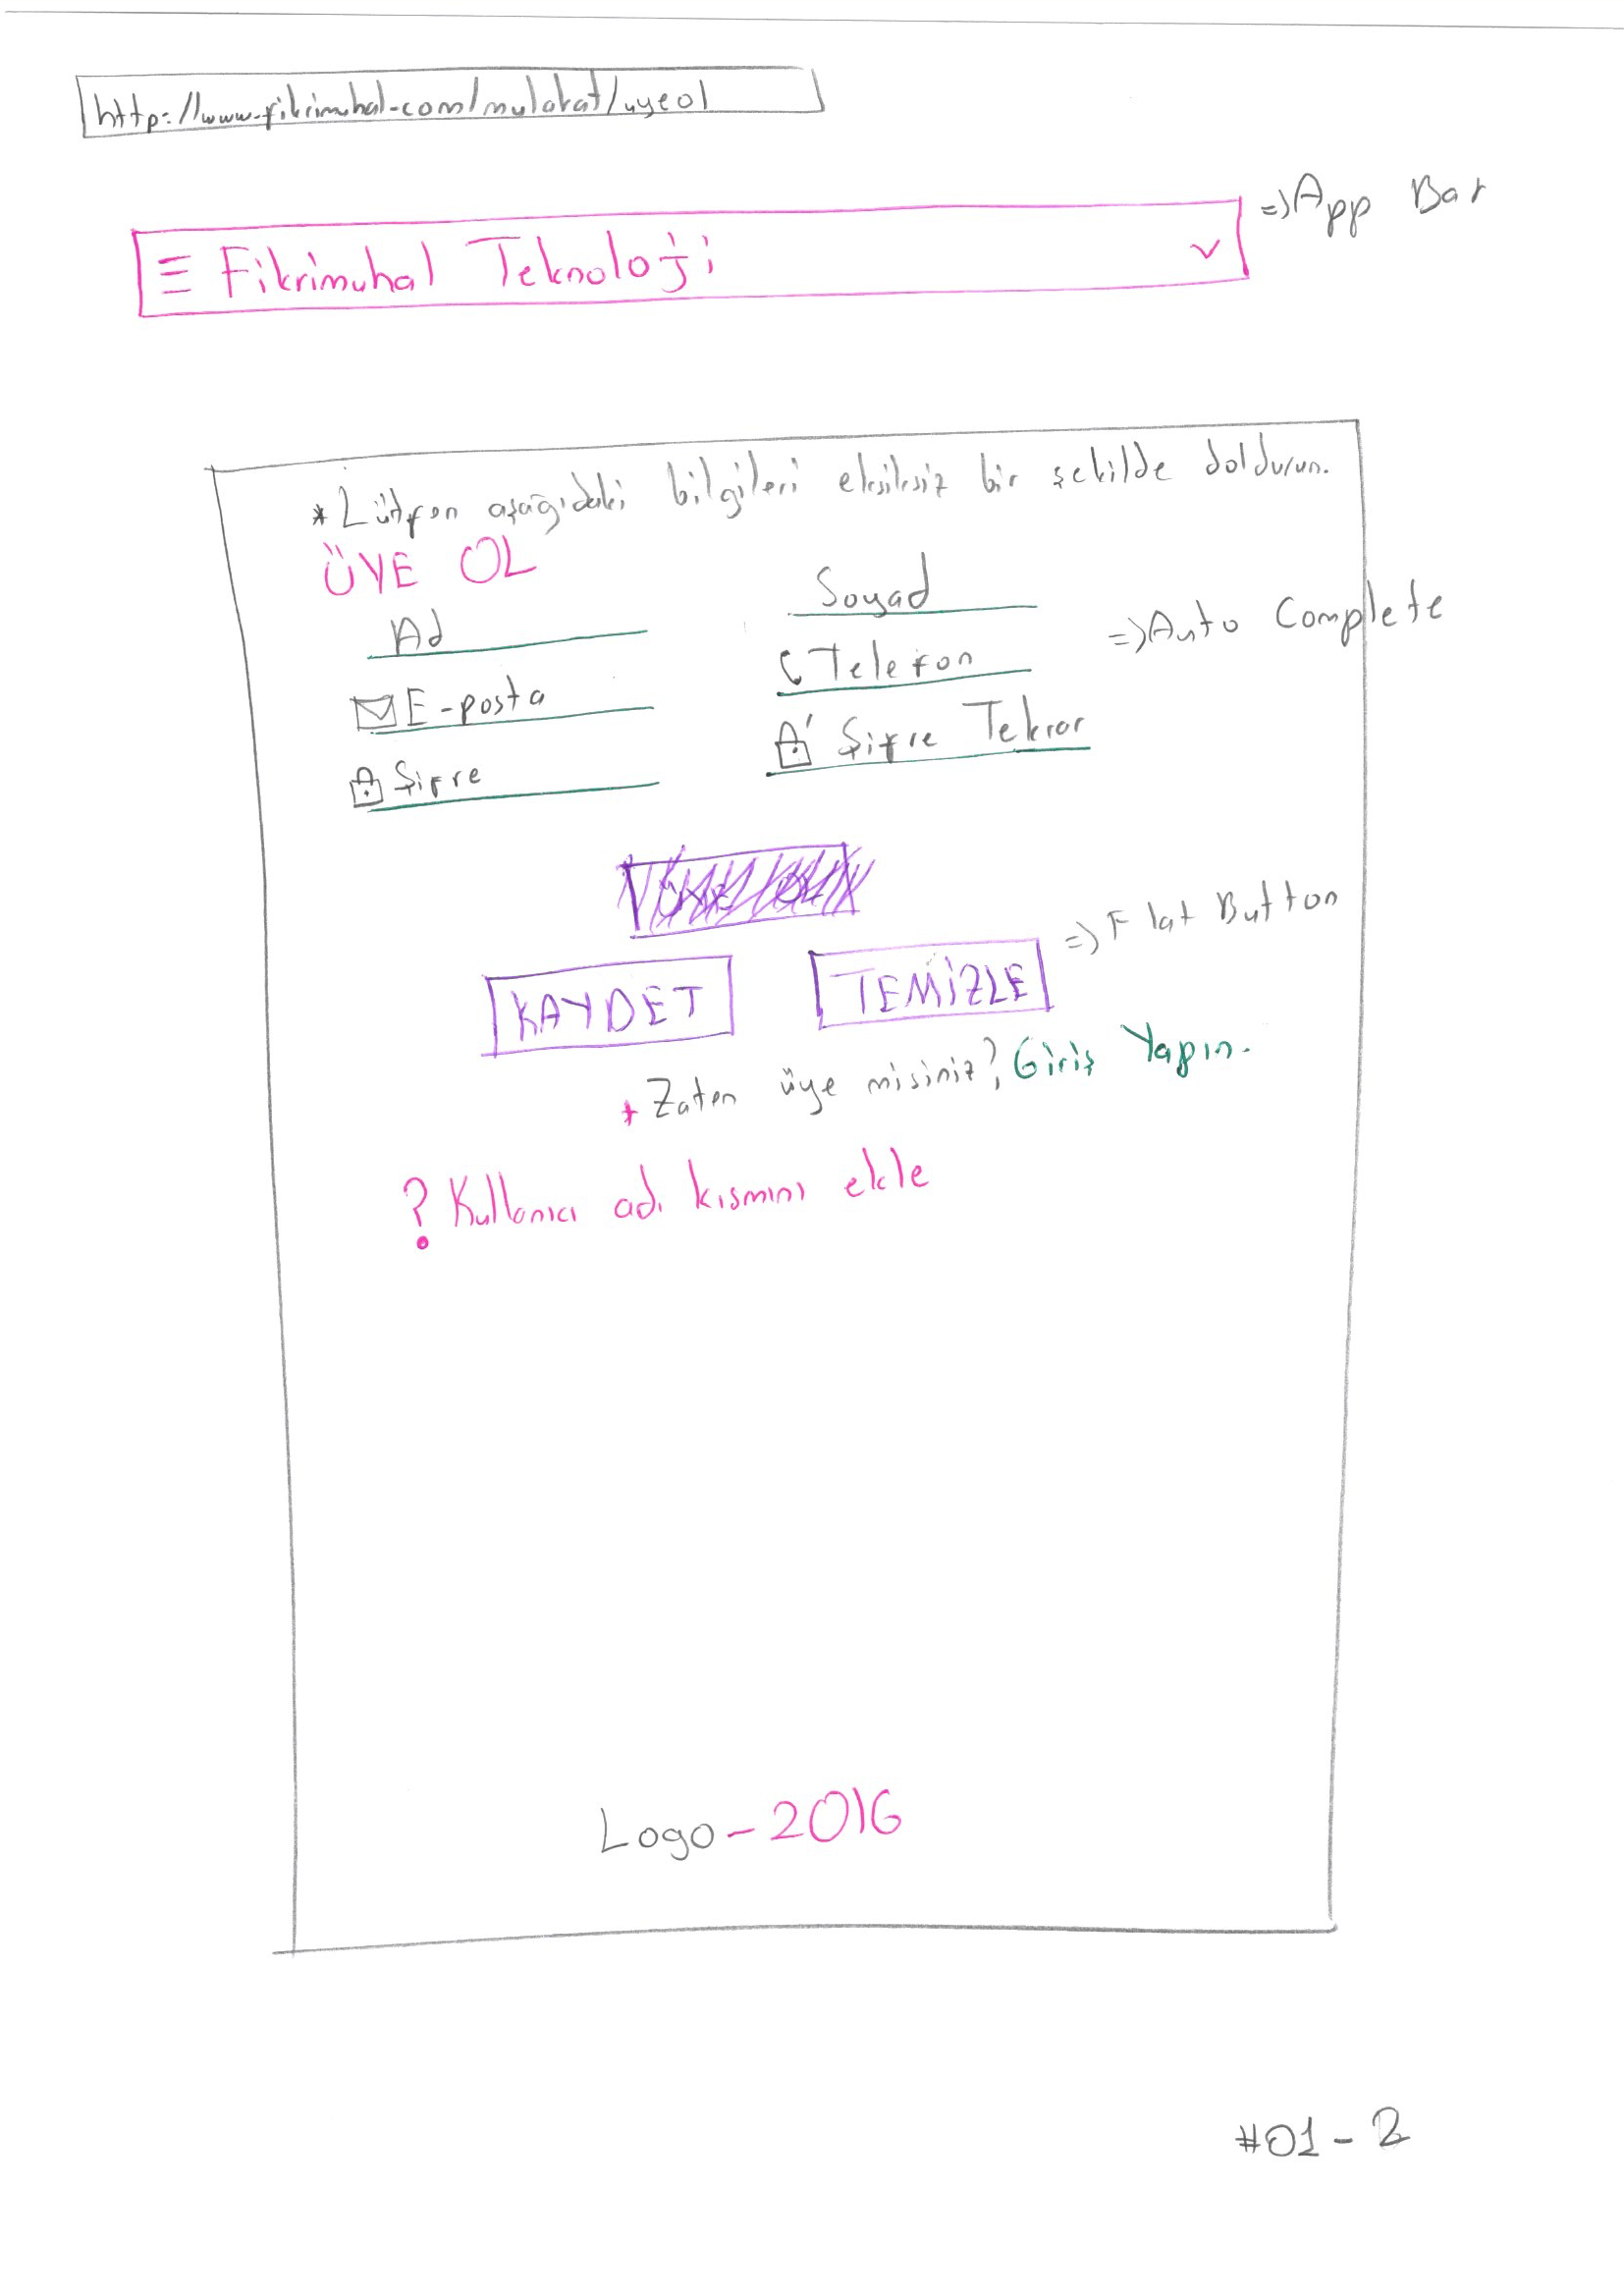 http://www.fikrimuhal.com/mulakat/uyeol
Fikrimuhal Teknoloji
=> App Bar
* Lütfen aşağıdaki bilgileri eksiksiz bir şekilde doldurun.
ÜYE OL
Ad Soyad
=> Auto Complete
E-posta Telefon
Şifre Şifre Tekrar
=> Flat Button
KAYDET TEMİZLE
* Zaten üye misiniz? Giriş Yapın.
? Kullanıcı adı kısmını ekle
Logo - 2016
#01 - 2